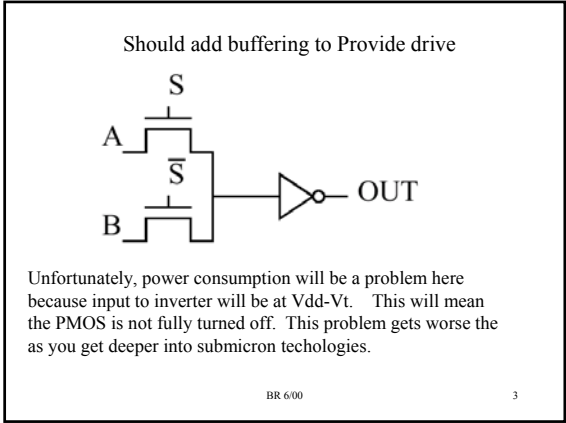 Should add buffering to Provide drive
S
A
S̅
OUT
B
Unfortunately, power consumption will be a problem here
because input to inverter will be at Vdd-Vt. This will mean
the PMOS is not fully turned off. This problem gets worse the
as you get deeper into submicron techologies.
BR 6/00 3